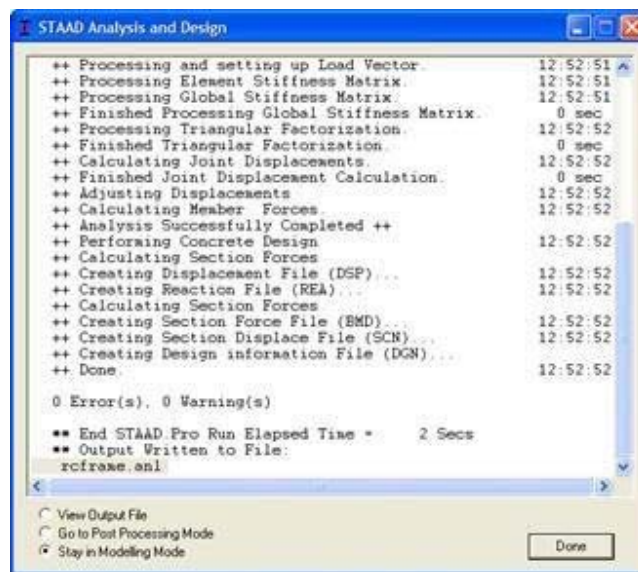 STAAD Analysis and Design
++ Processing and setting up Load Vector. 12:52:51
++ Processing Element Stiffness Matrix. 12:52:51
++ Processing Global Stiffness Matrix. 12:52:51
++ Finished Processing Global Stiffness Matrix. 0 sec
++ Processing Triangular Factorization. 12:52:52
++ Finished Triangular Factorization. 0 sec
++ Calculating Joint Displacements. 12:52:52
++ Finished Joint Displacement Calculation. 0 sec
++ Adjusting Displacements 12:52:52
++ Calculating Member Forces. 12:52:52
++ Analysis Successfully Completed ++
++ Performing Concrete Design 12:52:52
++ Calculating Section Forces
++ Creating Displacement File (DSP)... 12:52:52
++ Creating Reaction File (REA)... 12:52:52
++ Calculating Section Forces
++ Creating Section Force File (BMD)... 12:52:52
++ Creating Section Displace File (SCN)... 12:52:52
++ Creating Design information File (DGN)... 12:52:52
++ Done. 12:52:52
0 Error(s), 0 Warning(s)
** End STAAD.Pro Run Elapsed Time = 2 Secs
** Output Written to File:
rcframe.anl
View Output File
Go to Post Processing Mode
Stay in Modelling Mode
Done